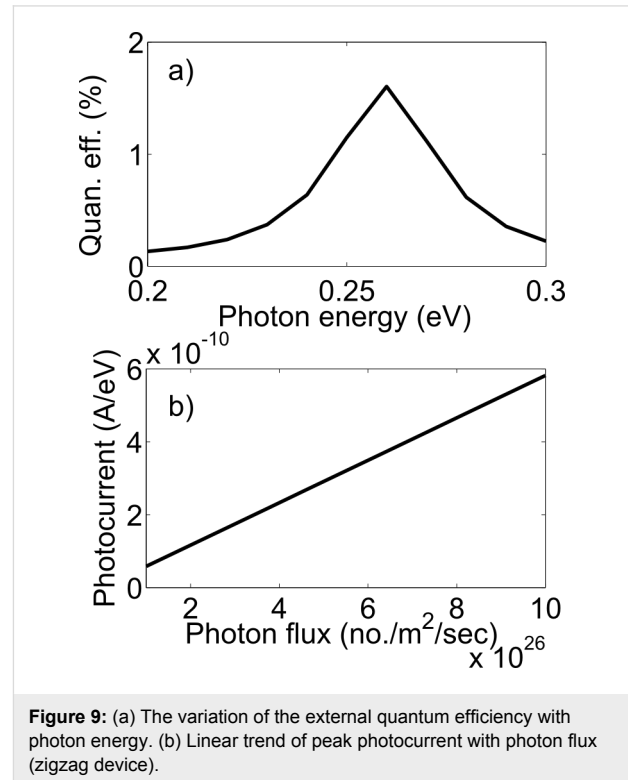 2
a)
Quan. eff. (%)
1
0
0.2 0.25 0.3
Photon energy (eV)
x 10^-10
6
b)
Photocurrent (A/eV)
4
2
0
2 4 6 8 10
Photon flux (no./m^2/sec)
x 10^26
Figure 9: (a) The variation of the external quantum efficiency with
photon energy. (b) Linear trend of peak photocurrent with photon flux
(zigzag device).